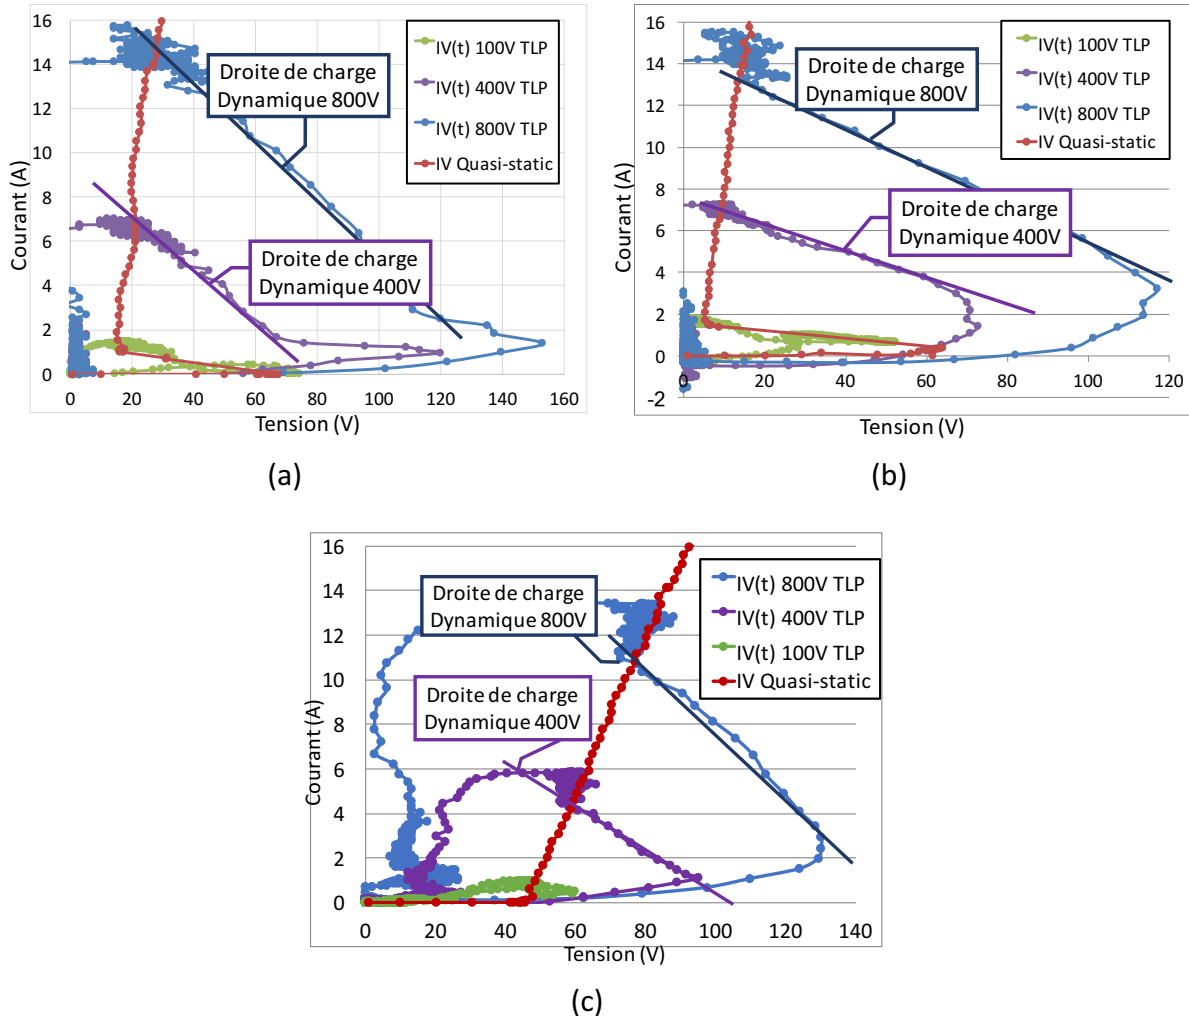 16
14
12
10
8
6
4
2
0
Courant (A)
0 20 40 60 80 100 120 140 160
Tension (V)
Droite de charge
Dynamique 800V
Droite de charge
Dynamique 400V
IV(t) 100V TLP
IV(t) 400V TLP
IV(t) 800V TLP
IV Quasi-static
(a)
16
14
12
10
8
6
4
2
0
-2
Courant (A)
0 20 40 60 80 100 120
Tension (V)
Droite de charge
Dynamique 800V
Droite de charge
Dynamique 400V
IV(t) 100V TLP
IV(t) 400V TLP
IV(t) 800V TLP
IV Quasi-static
(b)
16
14
12
10
8
6
4
2
0
Courant (A)
0 20 40 60 80 100 120 140
Tension (V)
Droite de charge
Dynamique 800V
Droite de charge
Dynamique 400V
IV(t) 800V TLP
IV(t) 400V TLP
IV(t) 100V TLP
IV Quasi-static
(c)